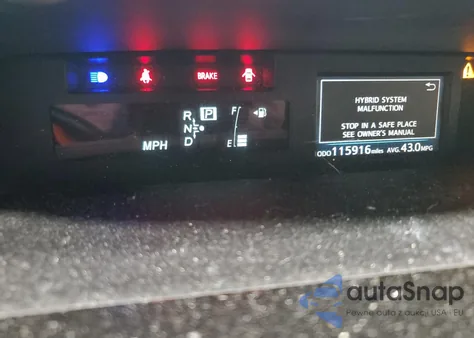 BRAKE
HYBRID SYSTEM
MALFUNCTION
STOP IN A SAFE PLACE
SEE OWNER'S MANUAL
ODO 115916 miles AVG. 43.0 MPG
MPH
R
N
D
P
F
E
autaSnap
Pewne auta z aukcji USA i EU